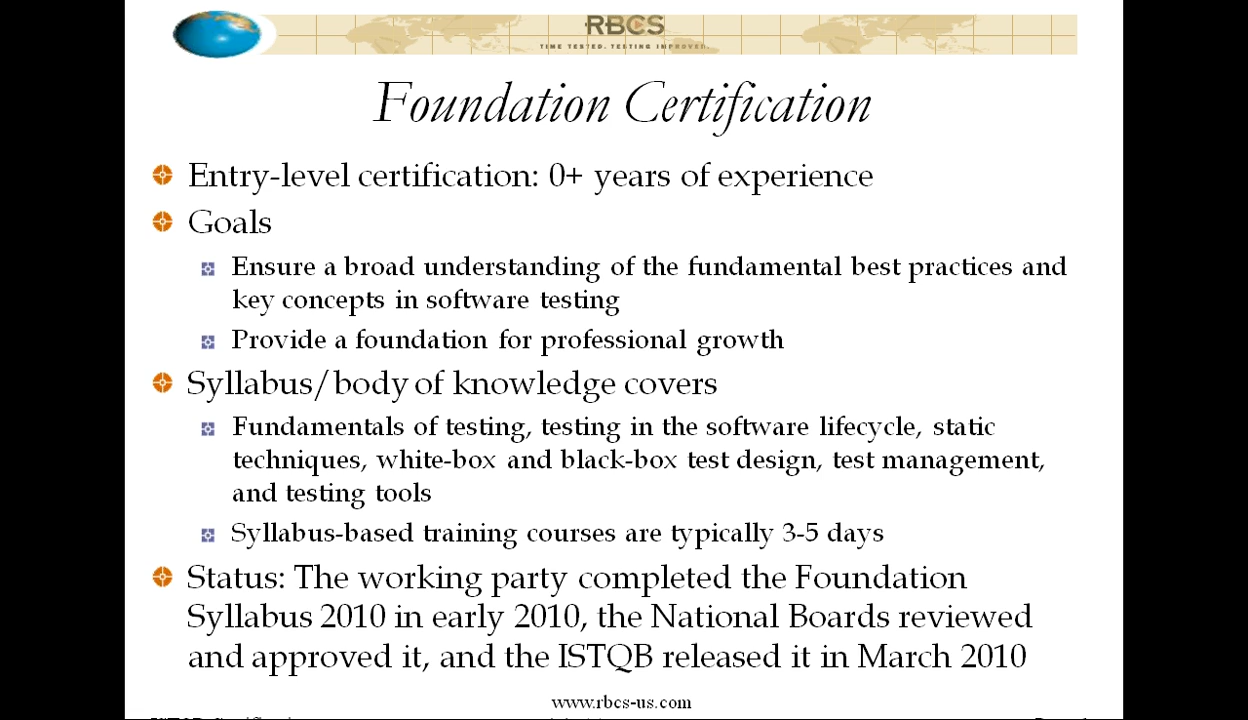 RBCS
TIME TESTED. TESTING IMPROVED.
Foundation Certification
Entry-level certification: 0+ years of experience
Goals
Ensure a broad understanding of the fundamental best practices and
key concepts in software testing
Provide a foundation for professional growth
Syllabus/body of knowledge covers
Fundamentals of testing, testing in the software lifecycle, static
techniques, white-box and black-box test design, test management,
and testing tools
Syllabus-based training courses are typically 3-5 days
Status: The working party completed the Foundation
Syllabus 2010 in early 2010, the National Boards reviewed
and approved it, and the ISTQB released it in March 2010
www.rbcs-us.com